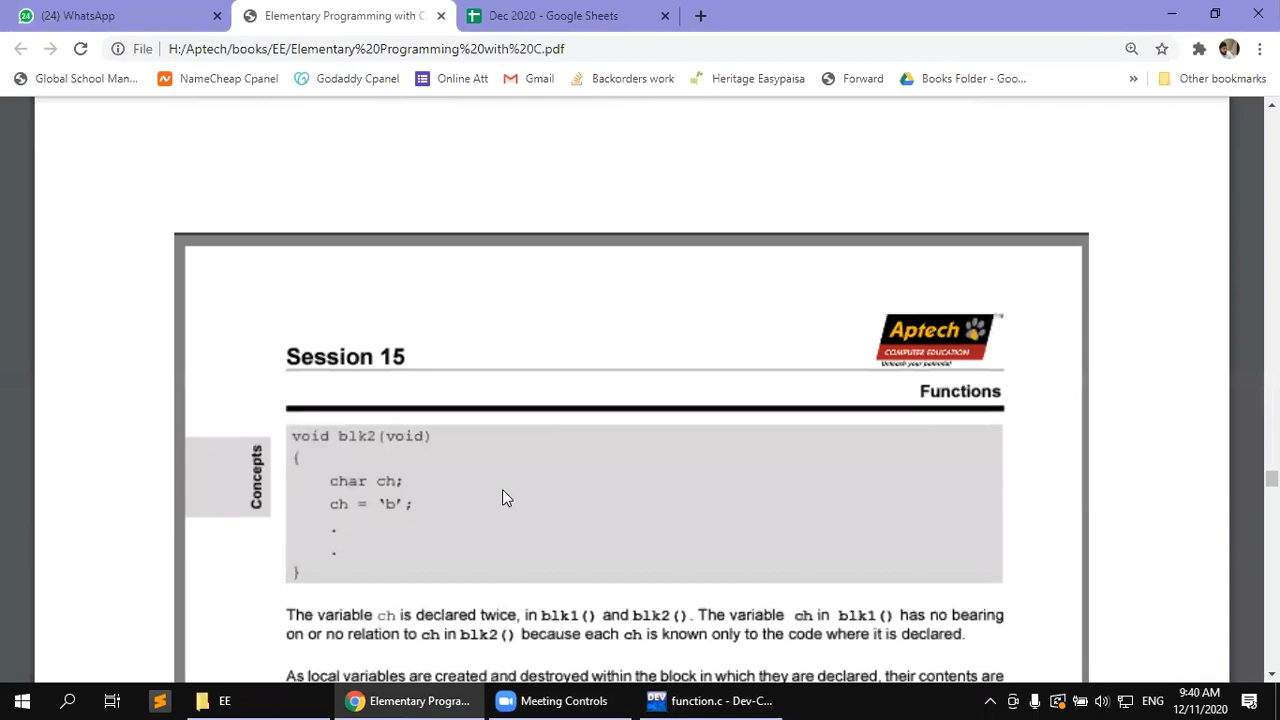 (24) WhatsApp
Elementary Programming with C
Dec 2020 - Google Sheets
File
H:/Aptech/books/EE/Elementary%20Programming%20with%20C.pdf
Global School Man...
NameCheap Cpanel
Godaddy Cpanel
Online Att
Gmail
Backorders work
Heritage Easypaisa
Forward
Books Folder - Goo...
»
Other bookmarks
Aptech
COMPUTER EDUCATION
Unleash your potential
Session 15
Functions
Concepts
void blk2(void)
{
char ch;
ch = 'b';
.
.
}
The variable ch is declared twice, in blk1() and blk2(). The variable ch in blk1() has no bearing
on or no relation to ch in blk2() because each ch is known only to the code where it is declared.
As local variables are created and destroyed within the block in which they are declared, their contents are
EE
Elementary Progra...
Meeting Controls
function.c - Dev-C...
ENG
9:40 AM
12/11/2020